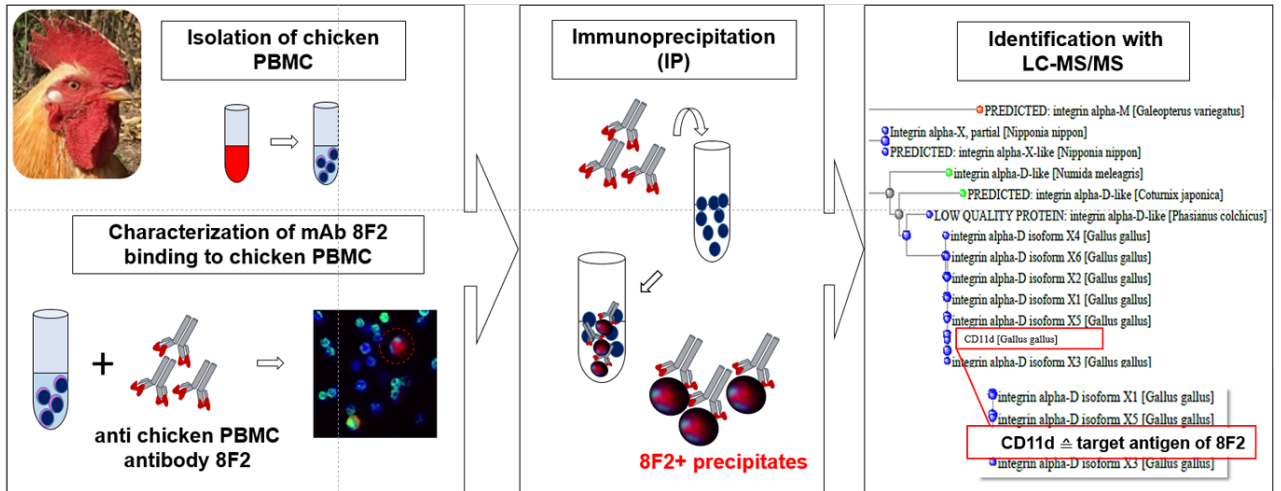 Isolation of chicken
PBMC
Characterization of mAb 8F2
binding to chicken PBMC
+
anti chicken PBMC
antibody 8F2
Immunoprecipitation
(IP)
8F2+ precipitates
Identification with
LC-MS/MS
PREDICTED: integrin alpha-M [Galeopterus variegatus]
Integrin alpha-X, partial [Nipponia nippon]
PREDICTED: integrin alpha-X-like [Nipponia nippon]
integrin alpha-D-like [Numida meleagris]
PREDICTED: integrin alpha-D-like [Coturnix japonica]
LOW QUALITY PROTEIN: integrin alpha-D-like [Phasianus colchicus]
integrin alpha-D isoform X4 [Gallus gallus]
integrin alpha-D isoform X6 [Gallus gallus]
integrin alpha-D isoform X2 [Gallus gallus]
integrin alpha-D isoform X1 [Gallus gallus]
integrin alpha-D isoform X5 [Gallus gallus]
CD11d [Gallus gallus]
integrin alpha-D isoform X3 [Gallus gallus]
integrin alpha-D isoform X1 [Gallus gallus]
integrin alpha-D isoform X5 [Gallus gallus]
CD11d ≙ target antigen of 8F2
integrin alpha-D isoform X3 [Gallus gallus]